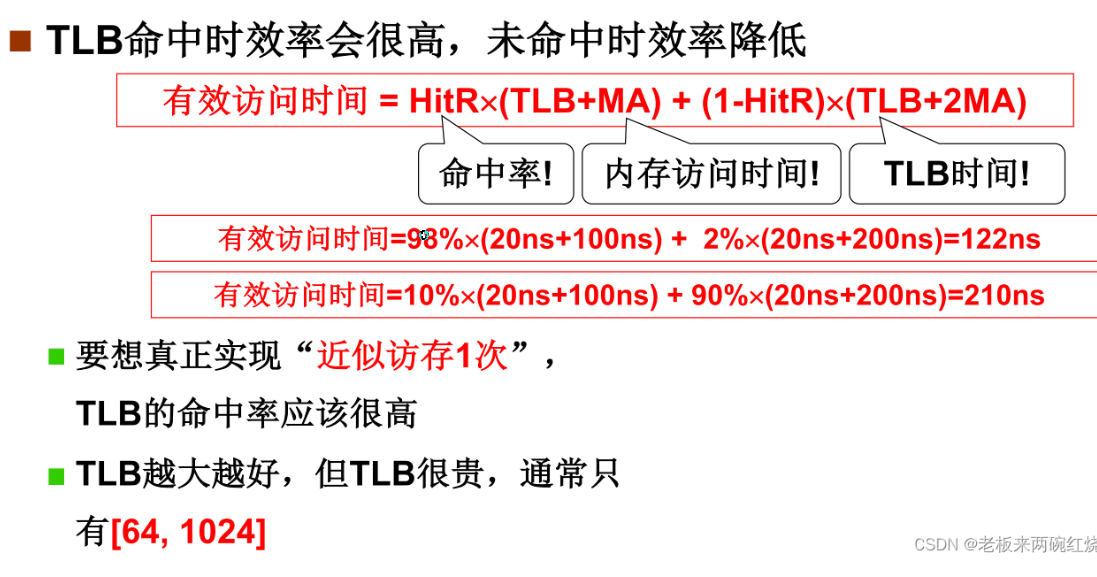 TLB命中时效率会很高，未命中时效率降低
有效访问时间 = HitR×(TLB+MA) + (1-HitR)×(TLB+2MA)
命中率! 内存访问时间! TLB时间!
有效访问时间=98%×(20ns+100ns) + 2%×(20ns+200ns)=122ns
有效访问时间=10%×(20ns+100ns) + 90%×(20ns+200ns)=210ns
要想真正实现“近似访存1次”，
TLB的命中率应该很高
TLB越大越好，但TLB很贵，通常只
有[64, 1024]
CSDN @老板来两碗红烧